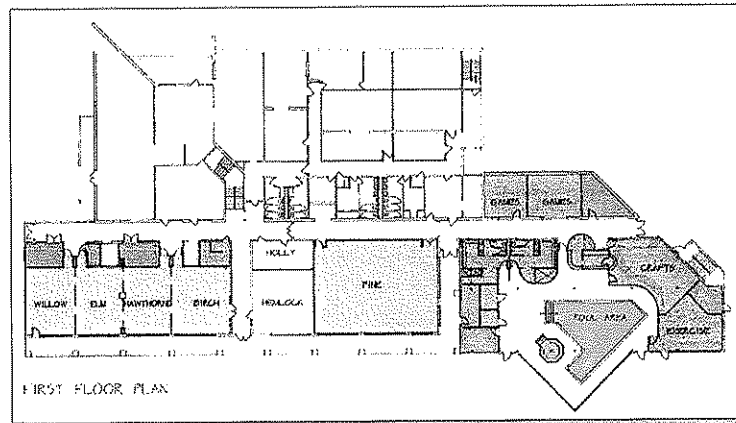 GAMES GAMES
HOLLY
CRAFTS
PINE
WILLOW ELM HAWTHORNE BIRCH HEMLOCK
POOL AREA
EXERCISE
FIRST FLOOR PLAN